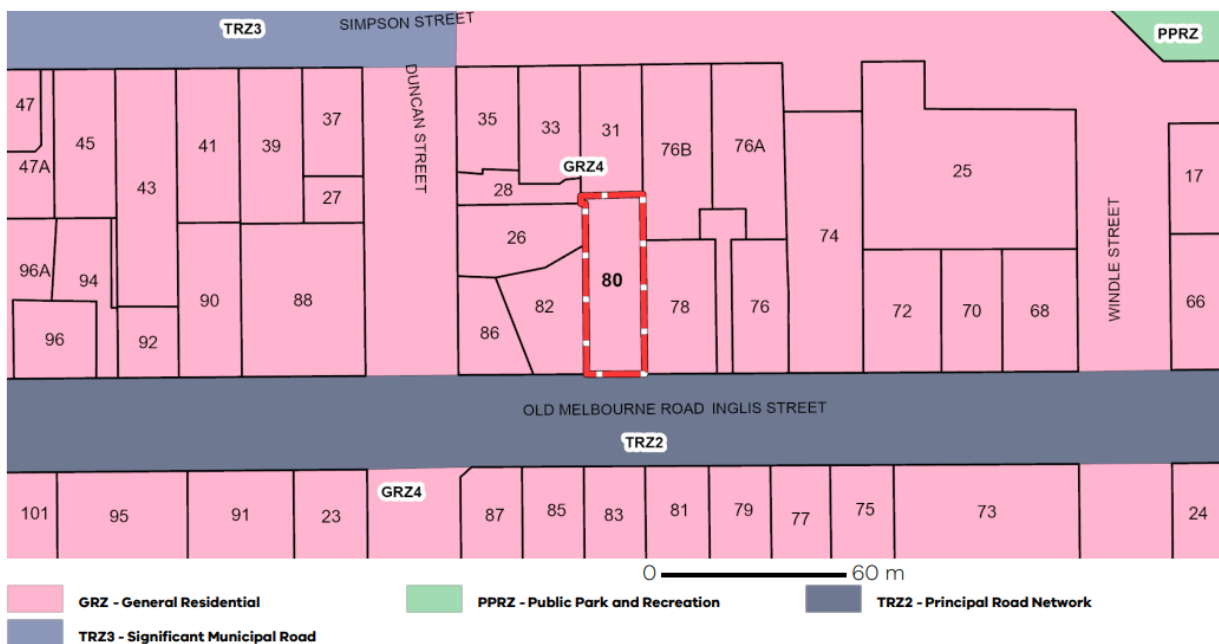 SIMPSON STREET
TRZ3
PPRZ
DUNCAN STREET
47
45
41
39
37
35
33
31
76B
76A
47A
43
27
28
GRZ4
25
17
96A
94
90
88
26
80
74
WINDLE STREET
96
92
86
82
78
76
72
70
68
66
OLD MELBOURNE ROAD INGLIS STREET
TRZ2
GRZ4
101
95
91
23
87
85
83
81
79
77
75
73
24
0 60 m
GRZ - General Residential
PPRZ - Public Park and Recreation
TRZ2 - Principal Road Network
TRZ3 - Significant Municipal Road